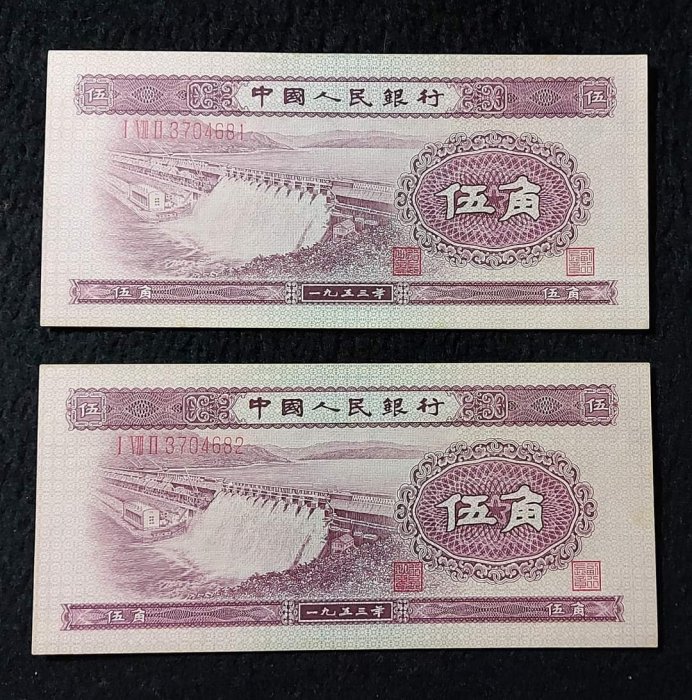 伍 中國人民銀行 伍
I VIII II 3704681
伍角
伍角 一九五三年 伍角
伍 中國人民銀行 伍
I VIII II 3704682
伍角
伍角 一九五三年 伍角